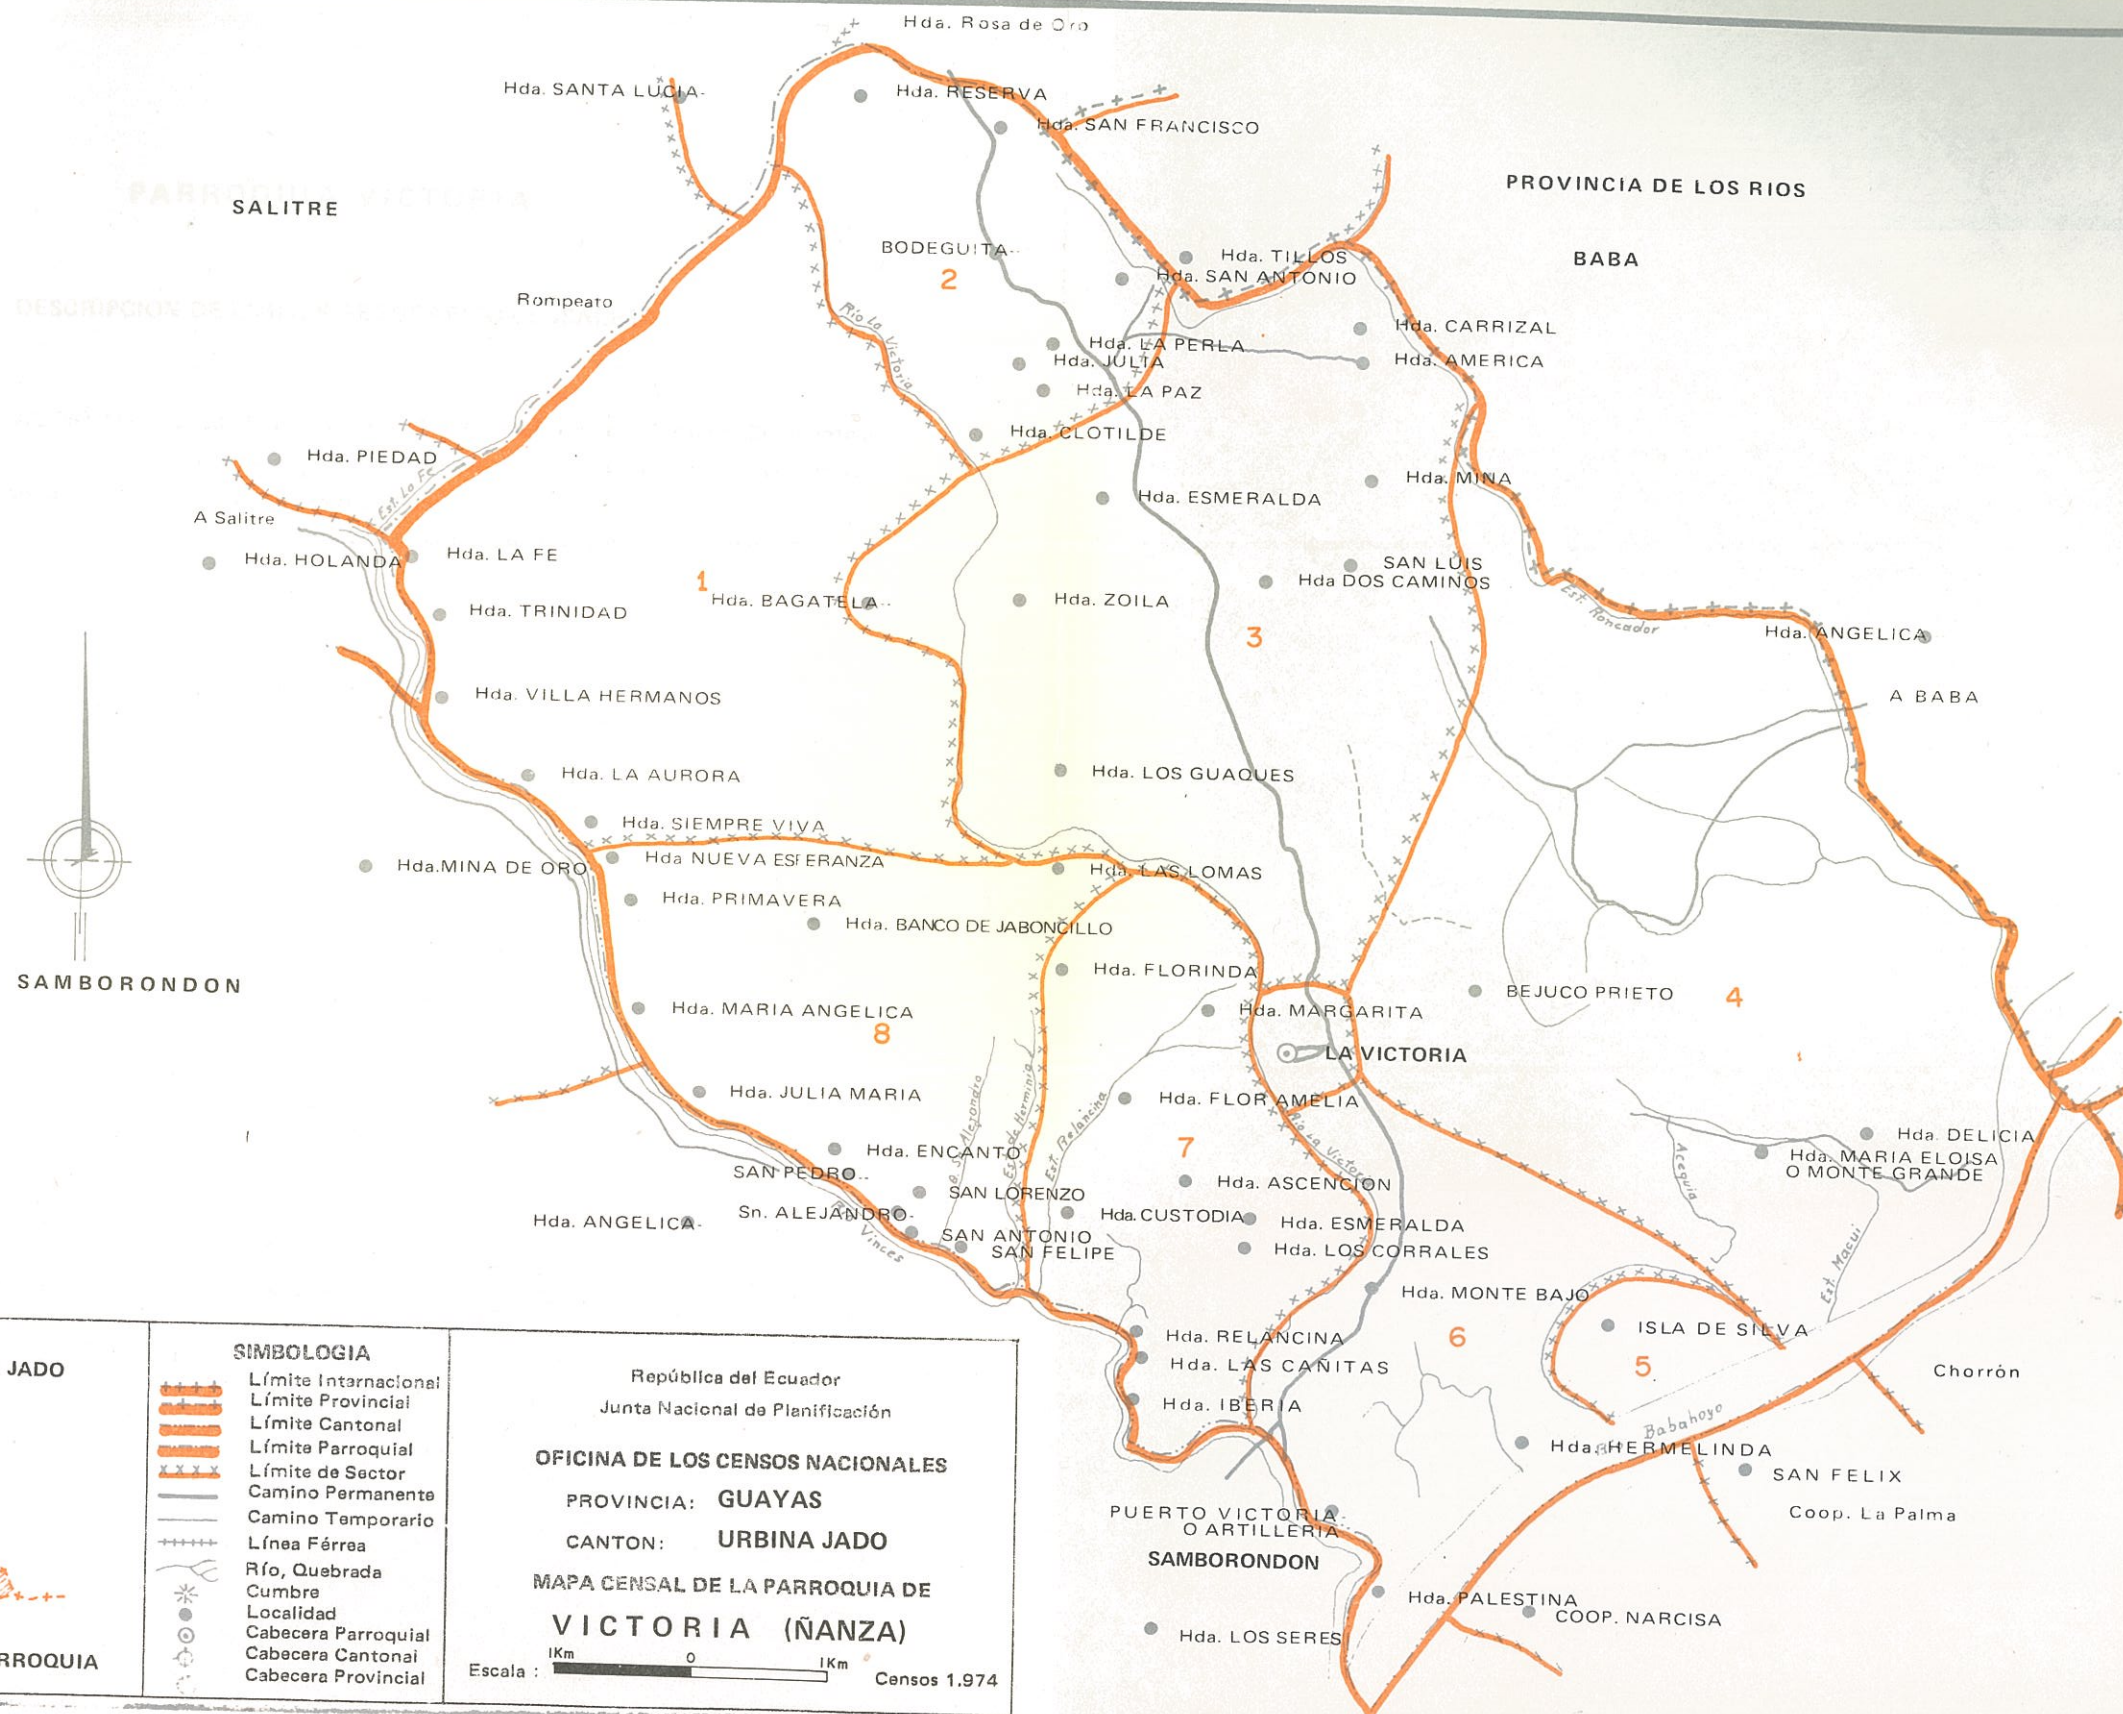 Hda. Rosa de Oro
Hda. SANTA LUCIA
Hda. RESERVA
Hda. SAN FRANCISCO
PROVINCIA DE LOS RIOS
PARROQUIA VICTORIA
SALITRE
BODEGUITA
2
Hda. TILLOS
BABA
Hda. SAN ANTONIO
Rompeato
Río La Victoria
Hda. CARRIZAL
Hda. LA PERLA
Hda. JULIA
Hda. AMERICA
Hda. LA PAZ
Hda. CLOTILDE
Hda. PIEDAD
Est. La Fe
Hda. MINA
Hda. ESMERALDA
A Salitre
Hda. HOLANDA
Hda. LA FE
SAN LUIS
Hda DOS CAMINOS
1
Hda. BAGATELA
Hda. ZOILA
Hda. TRINIDAD
Est. Roncador
3
Hda. ANGELICA
Hda. VILLA HERMANOS
A BABA
Hda. LA AURORA
Hda. LOS GUAQUES
Hda. SIEMPRE VIVA
Hda NUEVA ESPERANZA
Hda. MINA DE ORO
Hda. LAS LOMAS
Hda. PRIMAVERA
Hda. BANCO DE JABONCILLO
SAMBORONDON
Hda. FLORINDA
BEJUCO PRIETO
4
Hda. MARIA ANGELICA
Hda. MARGARITA
8
LA VICTORIA
Hda. JULIA MARIA
Hda. FLOR AMELIA
Est. de Herminia
Est. Relancina
Río La Victoria
Hda. ENCANTO
7
Acequia
Hda. DELICIA
Hda. MARIA ELOISA
O MONTE GRANDE
SAN PEDRO
SAN LORENZO
Hda. ASCENCION
Hda. ANGELICA
Sn. ALEJANDRO
Hda. CUSTODIA
Hda. ESMERALDA
SAN ANTONIO
SAN FELIPE
Hda. LOS CORRALES
Río Vinces
Est. Macui
Hda. MONTE BAJO
Hda. RELANCINA
6
ISLA DE SILVA
Hda. LAS CAÑITAS
5
Chorrón
Hda. IBERIA
Río Babahoyo
Hda. HERMELINDA
SAN FELIX
Coop. La Palma
PUERTO VICTORIA
O ARTILLERIA
SAMBORONDON
Hda. PALESTINA
COOP. NARCISA
Hda. LOS SERES
JADO
RROQUIA
SIMBOLOGIA
Límite Internacional
Límite Provincial
Límite Cantonal
Límite Parroquial
Límite de Sector
Camino Permanente
Camino Temporario
Línea Férrea
Río, Quebrada
Cumbre
Localidad
Cabecera Parroquial
Cabecera Cantonal
Cabecera Provincial
República del Ecuador
Junta Nacional de Planificación
OFICINA DE LOS CENSOS NACIONALES
PROVINCIA: GUAYAS
CANTON: URBINA JADO
MAPA CENSAL DE LA PARROQUIA DE
VICTORIA (ÑANZA)
Escala : 1Km 0 1Km
Censos 1.974